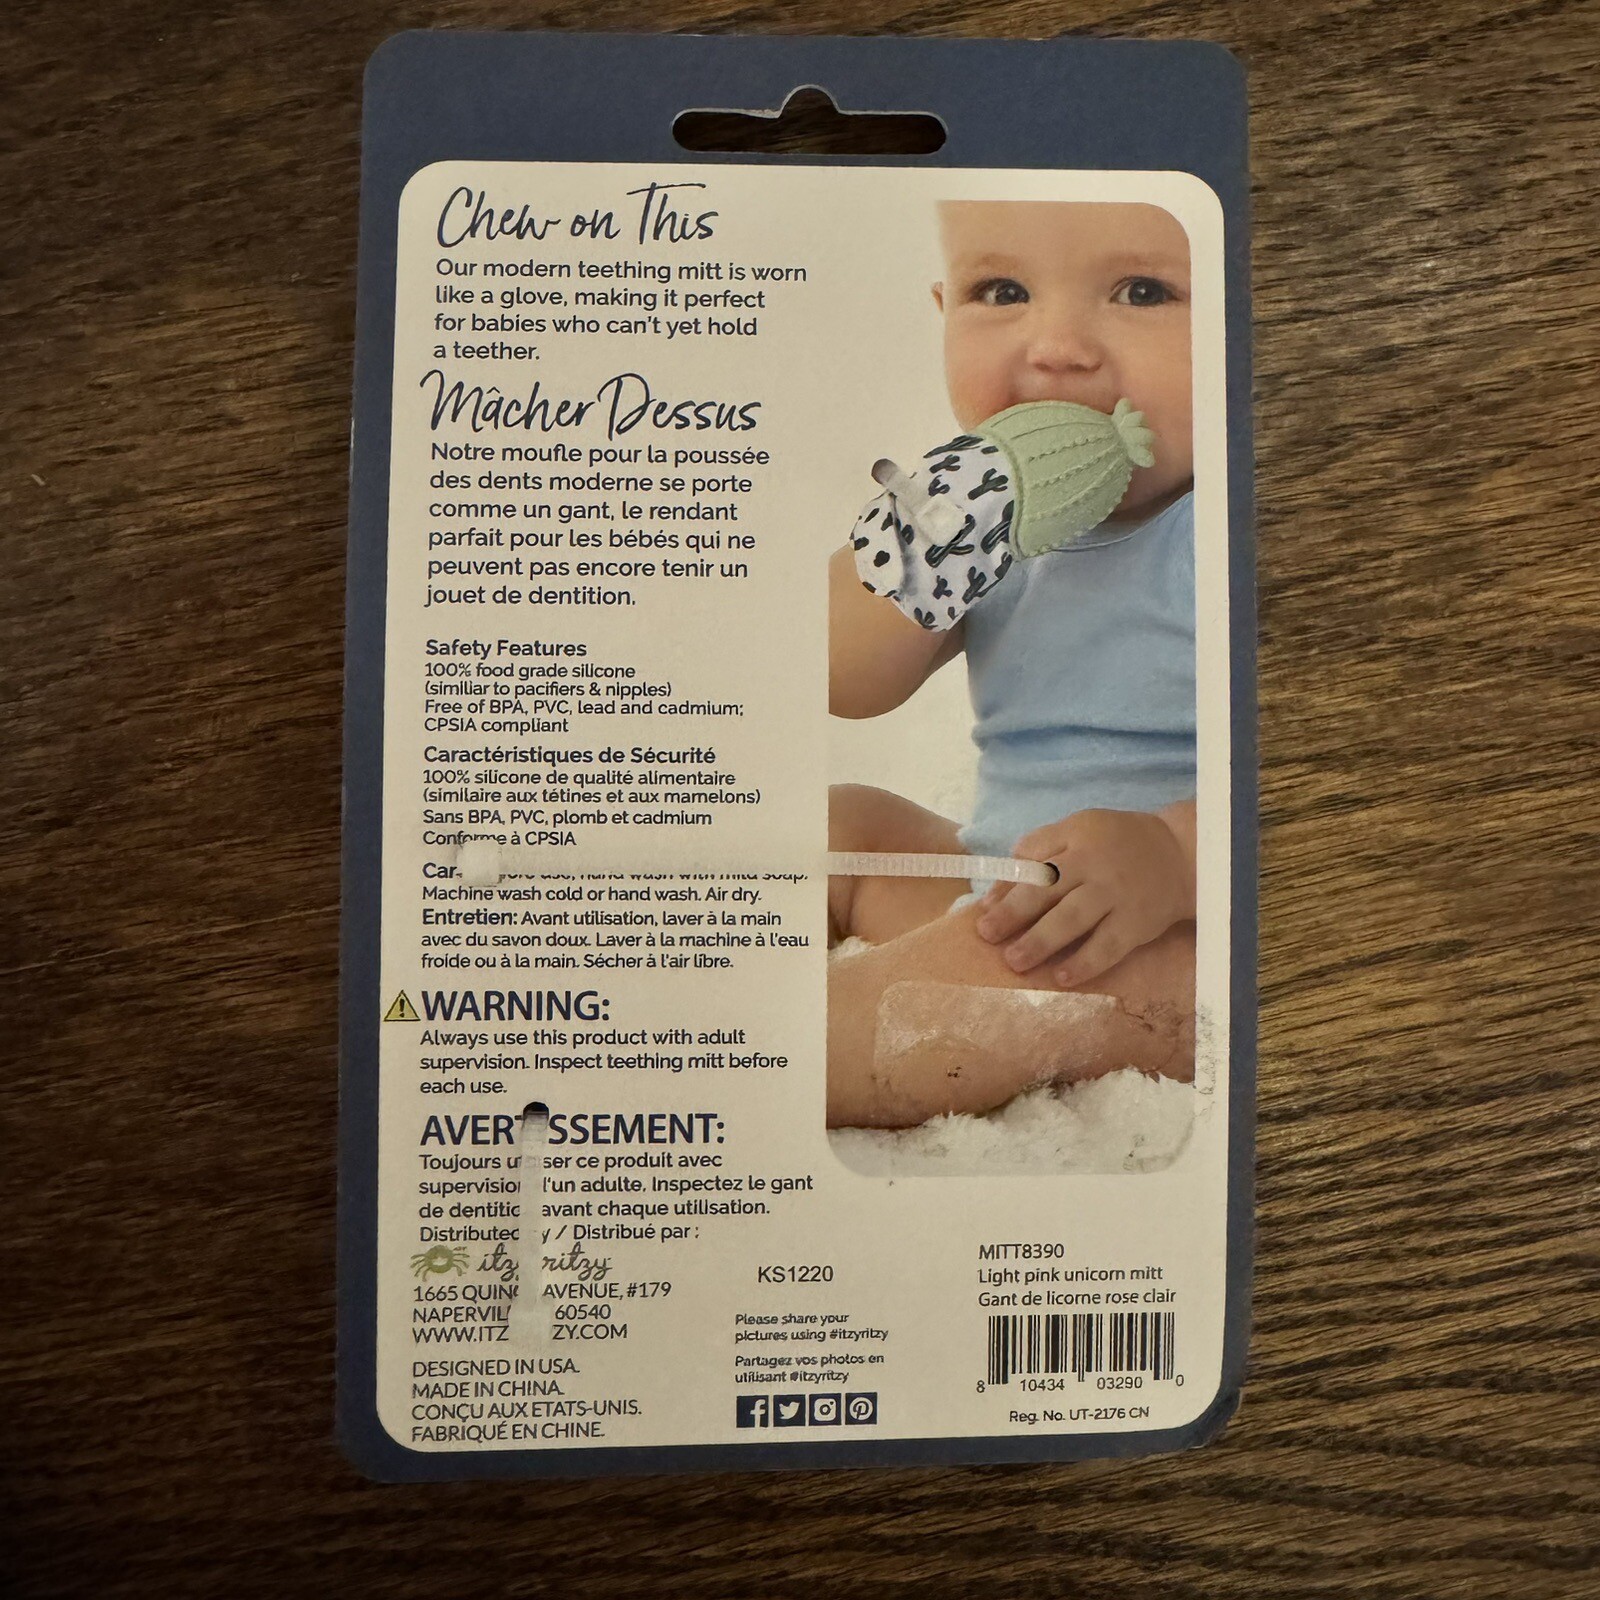 Chew on This
Our modern teething mitt is worn
like a glove, making it perfect
for babies who can't yet hold
a teether.
Mâcher Dessus
Notre moufle pour la poussée
des dents moderne se porte
comme un gant, le rendant
parfait pour les bébés qui ne
peuvent pas encore tenir un
jouet de dentition.
Safety Features
100% food grade silicone
(similiar to pacifiers & nipples)
Free of BPA, PVC, lead and cadmium;
CPSIA compliant
Caractéristiques de Sécurité
100% silicone de qualité alimentaire
(similaire aux tétines et aux mamelons)
Sans BPA, PVC, plomb et cadmium
Conforme à CPSIA
use, hand wash with mild soap.
Machine wash cold or hand wash. Air dry.
Entretien: Avant utilisation, laver à la main
avec du savon doux. Laver à la machine à l'eau
froide ou à la main. Sécher à l'air libre.
WARNING:
Always use this product with adult
supervision. Inspect teething mitt before
each use.
AVERTISSEMENT:
Toujours ce produit avec
d'un adulte. Inspectez le gant
de avant chaque utilisation.
/ Distribué par :
itzy ritzy
1665 AVENUE, #179
60540
DESIGNED IN USA.
MADE IN CHINA.
CONÇU AUX ETATS-UNIS.
FABRIQUÉ EN CHINE.
KS1220
Please share your
pictures using #itzyritzy
Partagez vos photos en
utilisant #itzyritzy
MITT8390
Light pink unicorn mitt
Gant de licorne rose clair
8 10434 03290 0
Reg. No. UT-2176 CN